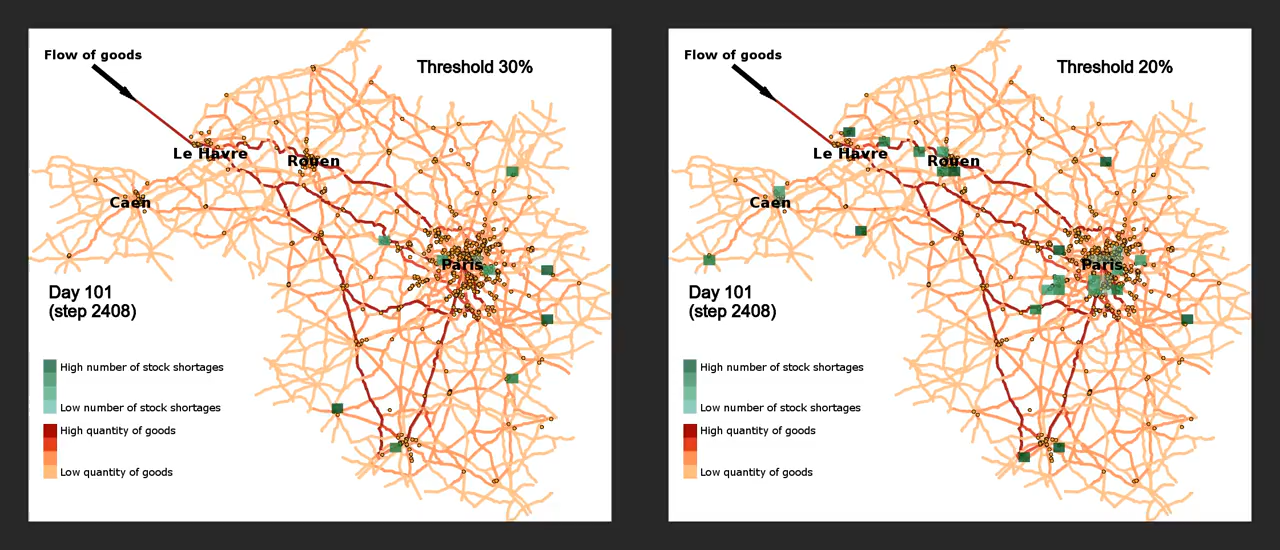 Flow of goods
Threshold 30%
Le Havre
Rouen
Caen
Paris
Day 101
(step 2408)
High number of stock shortages
Low number of stock shortages
High quantity of goods
Low quantity of goods
Flow of goods
Threshold 20%
Le Havre
Rouen
Caen
Paris
Day 101
(step 2408)
High number of stock shortages
Low number of stock shortages
High quantity of goods
Low quantity of goods